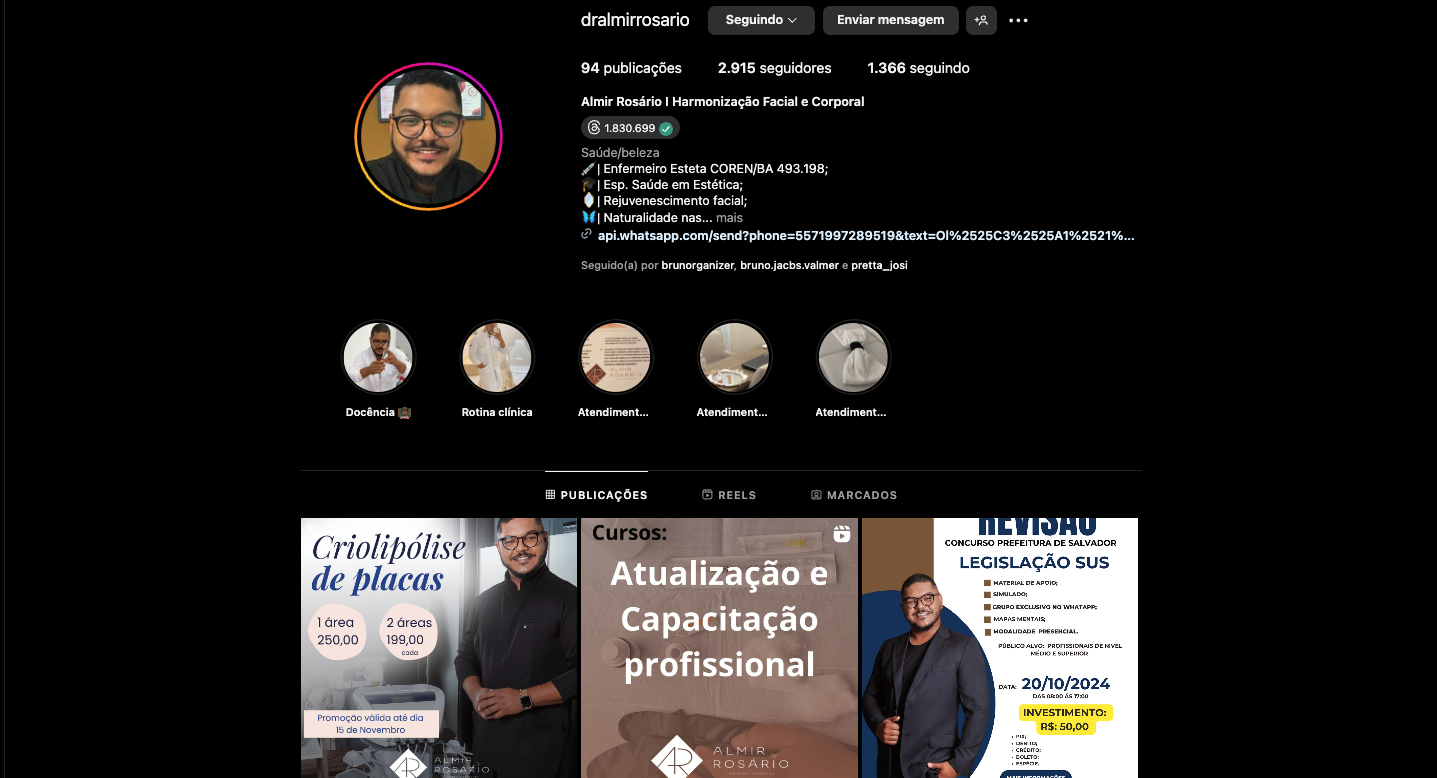 dralmirrosario
Seguindo
Enviar mensagem
94 publicações
2.915 seguidores
1.366 seguindo
Almir Rosário I Harmonização Facial e Corporal
1.830.699
Saúde/beleza
| Enfermeiro Esteta COREN/BA 493.198;
| Esp. Saúde em Estética;
| Rejuvenescimento facial;
| Naturalidade nas... mais
api.whatsapp.com/send?phone=5571997289519&text=Ol%2525C3%2525A1%2521%...
Seguido(a) por brunorganizer, bruno.jacbs.valmer e pretta_josi
Docência
Rotina clínica
Atendiment...
Atendiment...
Atendiment...
PUBLICAÇÕES
REELS
MARCADOS
Criolipólise
de placas
1 área
250,00
2 áreas
199,00
cada
Promoção válida até dia
15 de Novembro
ALMIR
ROSÁRIO
Cursos:
Atualização e
Capacitação
profissional
ALMIR
ROSÁRIO
REVISÃO
CONCURSO PREFEITURA DE SALVADOR
LEGISLAÇÃO SUS
MATERIAL DE APOIO;
SIMULADO;
GRUPO EXCLUSIVO NO WHATAPP;
MAPAS MENTAIS;
MODALIDADE PRESENCIAL.
PÚBLICO ALVO: PROFISSIONAIS DE NIVEL
MÉDIO E SUPERIOR
DATA: 20/10/2024
DAS 08:00 ÁS 17:00
INVESTIMENTO:
R$: 50,00
PIX;
DÉBITO;
CRÉDITO;
BOLETO;
ESPÉCIE.
MAIS INFORMAÇÕES